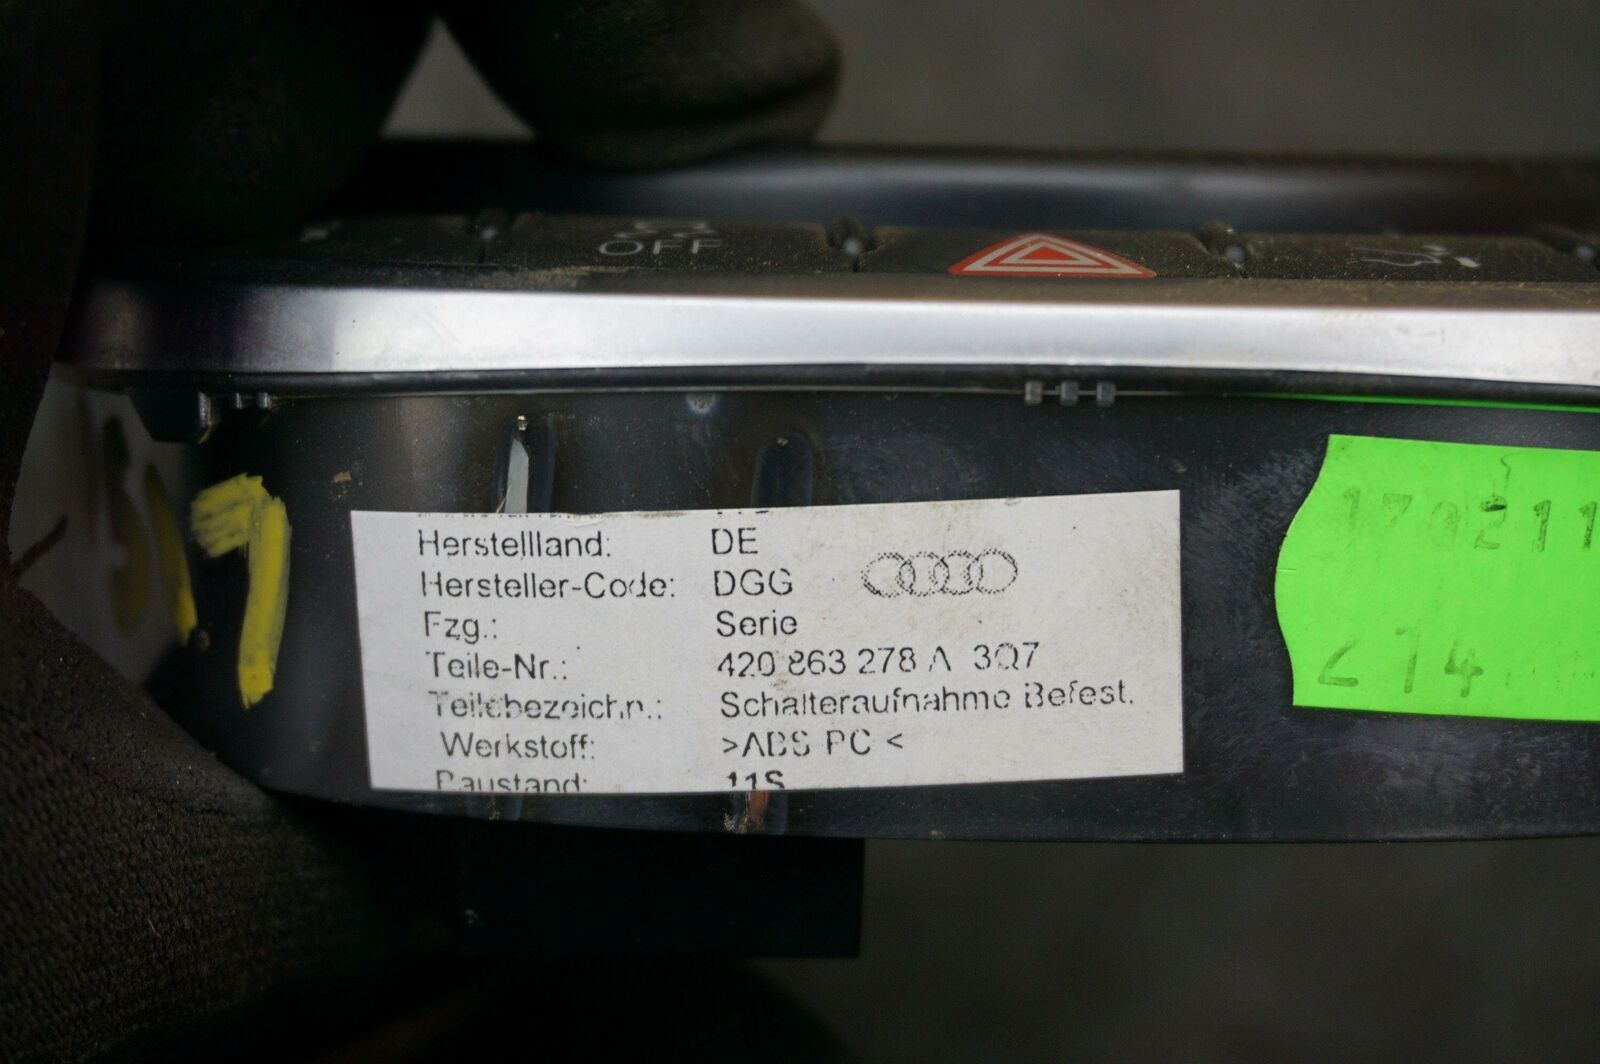 OFF
Herstellland: DE
Hersteller-Code: DGG
Fzg.: Serie
Teile-Nr.: 420 863 278 A 3Q7
Teilebezeichn.: Schalteraufnahme Befest.
Werkstoff: >ABS PC <
Baustand: 11S
170211
214